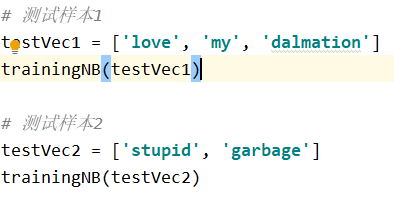 # 测试样本1
testVec1 = ['love', 'my', 'dalmation']
trainingNB(testVec1)
# 测试样本2
testVec2 = ['stupid', 'garbage']
trainingNB(testVec2)